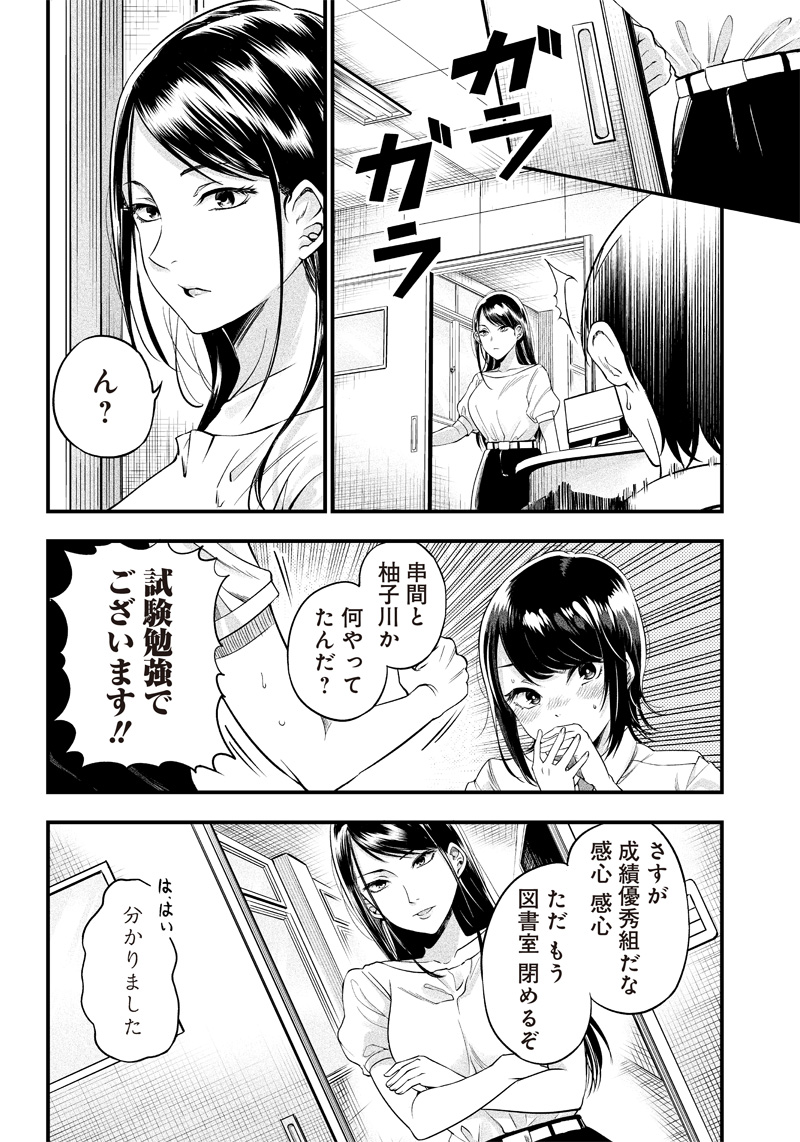 ガラ
ガラ
ん？
串間と
柚子川か
何やって
たんだ？
試験勉強で
ございます!!
さすが
成績優秀組だな
感心 感心
ただ もう
図書室 閉めるぞ
は、はい
分かりました